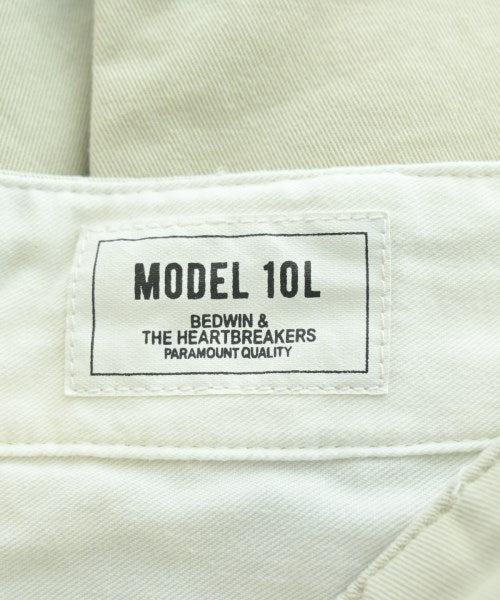 MODEL 10L
BEDWIN &
THE HEARTBREAKERS
PARAMOUNT QUALITY